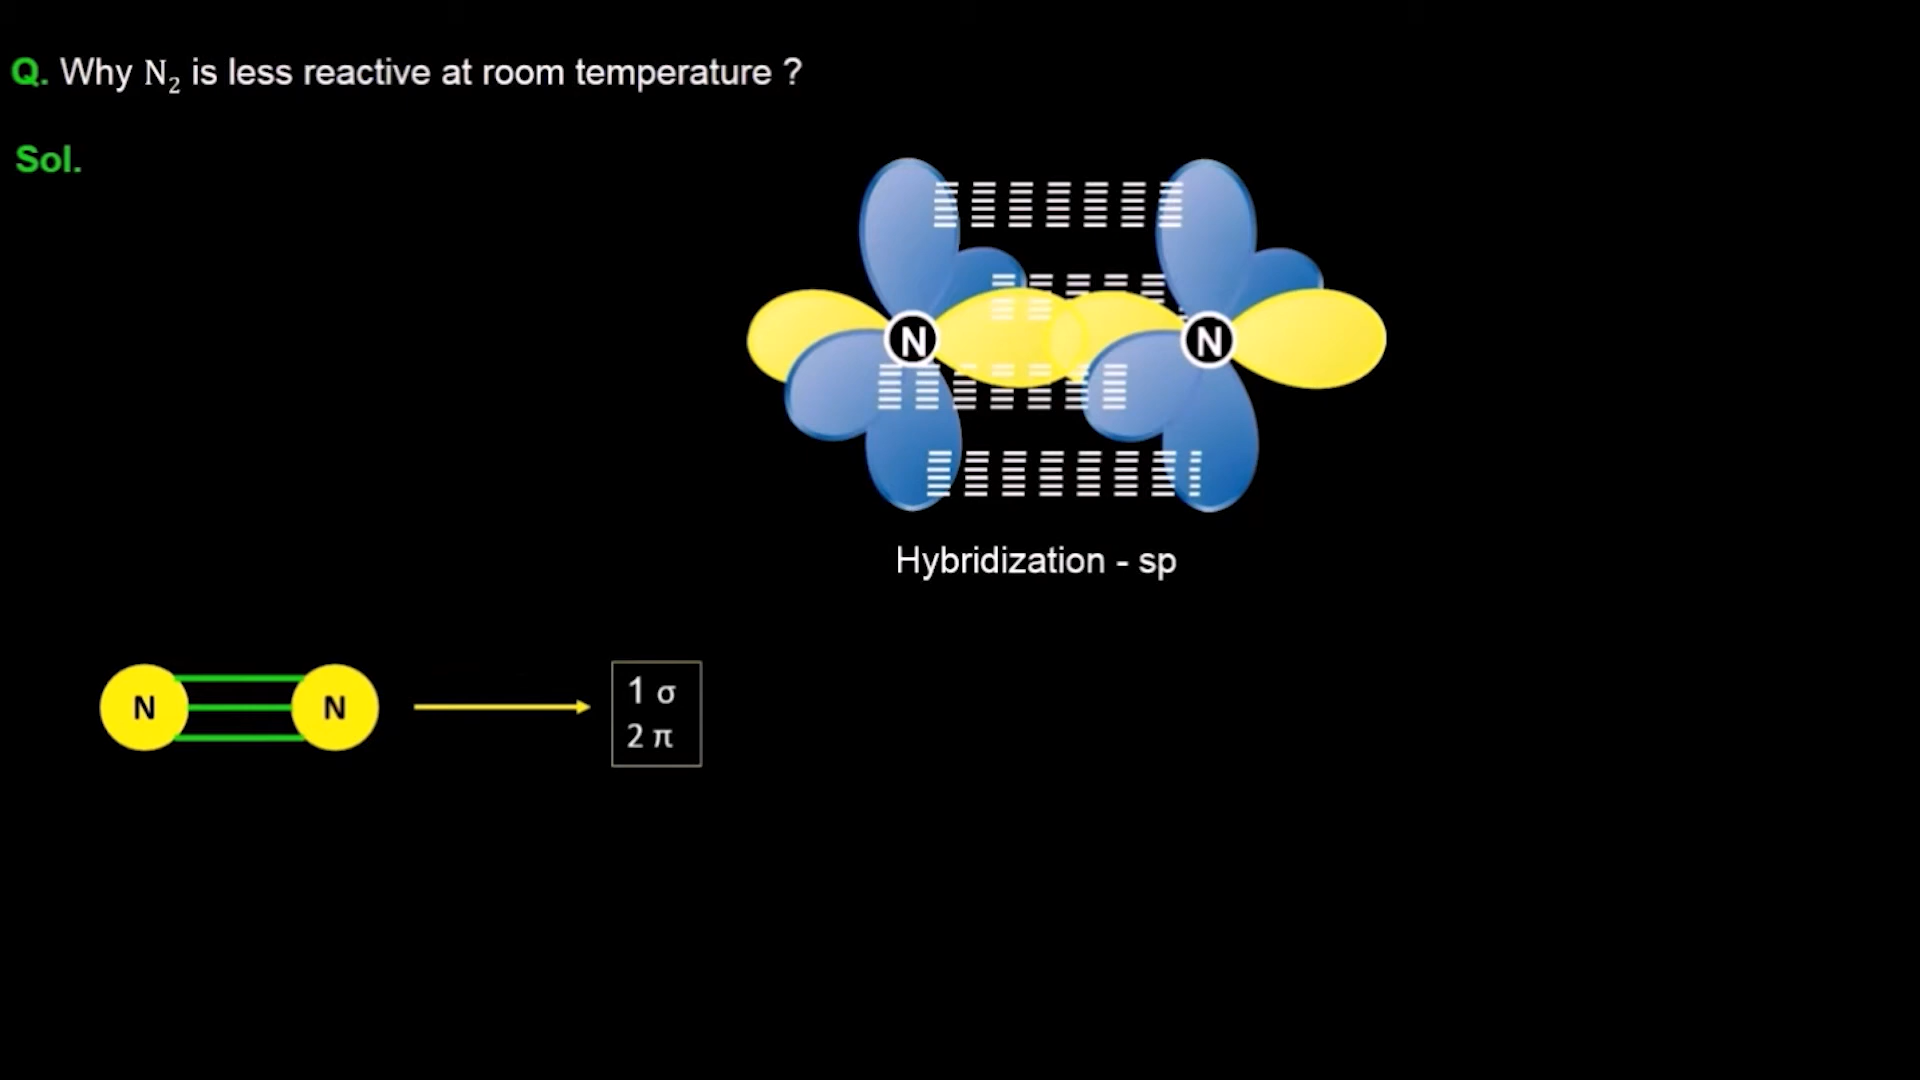 Q. Why N₂ is less reactive at room temperature ?
Sol.
N N
Hybridization - sp
N N
1 σ
2 π